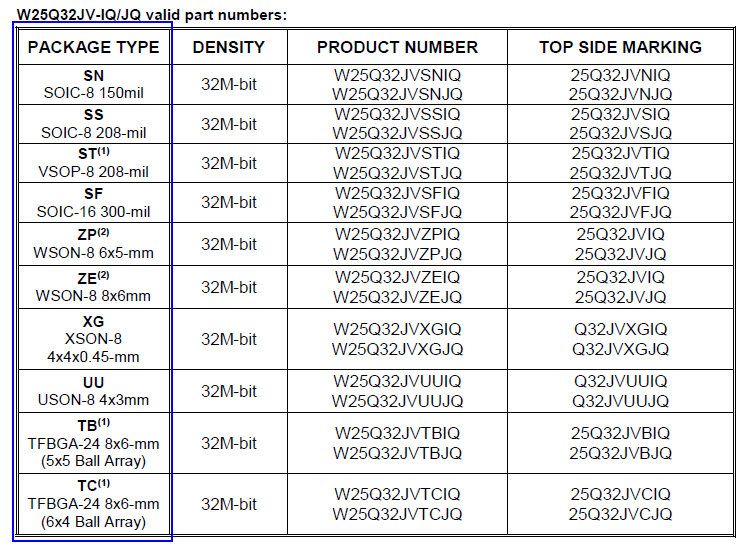 W25Q32JV-IQ/JQ valid part numbers:
PACKAGE TYPE DENSITY PRODUCT NUMBER TOP SIDE MARKING
SN
SOIC-8 150mil
32M-bit
W25Q32JVSNIQ
W25Q32JVSNJQ
25Q32JVNIQ
25Q32JVNJQ
SS
SOIC-8 208-mil
32M-bit
W25Q32JVSSIQ
W25Q32JVSSJQ
25Q32JVSIQ
25Q32JVSJQ
ST(1)
VSOP-8 208-mil
32M-bit
W25Q32JVSTIQ
W25Q32JVSTJQ
25Q32JVTIQ
25Q32JVTJQ
SF
SOIC-16 300-mil
32M-bit
W25Q32JVSFIQ
W25Q32JVSFJQ
25Q32JVFIQ
25Q32JVFJQ
ZP(2)
WSON-8 6x5-mm
32M-bit
W25Q32JVZPIQ
W25Q32JVZPJQ
25Q32JVIQ
25Q32JVJQ
ZE(2)
WSON-8 8x6mm
32M-bit
W25Q32JVZEIQ
W25Q32JVZEJQ
25Q32JVIQ
25Q32JVJQ
XG
XSON-8
4x4x0.45-mm
32M-bit
W25Q32JVXGIQ
W25Q32JVXGJQ
Q32JVXGIQ
Q32JVXGJQ
UU
USON-8 4x3mm
32M-bit
W25Q32JVUUIQ
W25Q32JVUUJQ
Q32JVUUIQ
Q32JVUUJQ
TB(1)
TFBGA-24 8x6-mm
(5x5 Ball Array)
32M-bit
W25Q32JVTBIQ
W25Q32JVTBJQ
25Q32JVBIQ
25Q32JVBJQ
TC(1)
TFBGA-24 8x6-mm
(6x4 Ball Array)
32M-bit
W25Q32JVTCIQ
W25Q32JVTCJQ
25Q32JVCIQ
25Q32JVCJQ